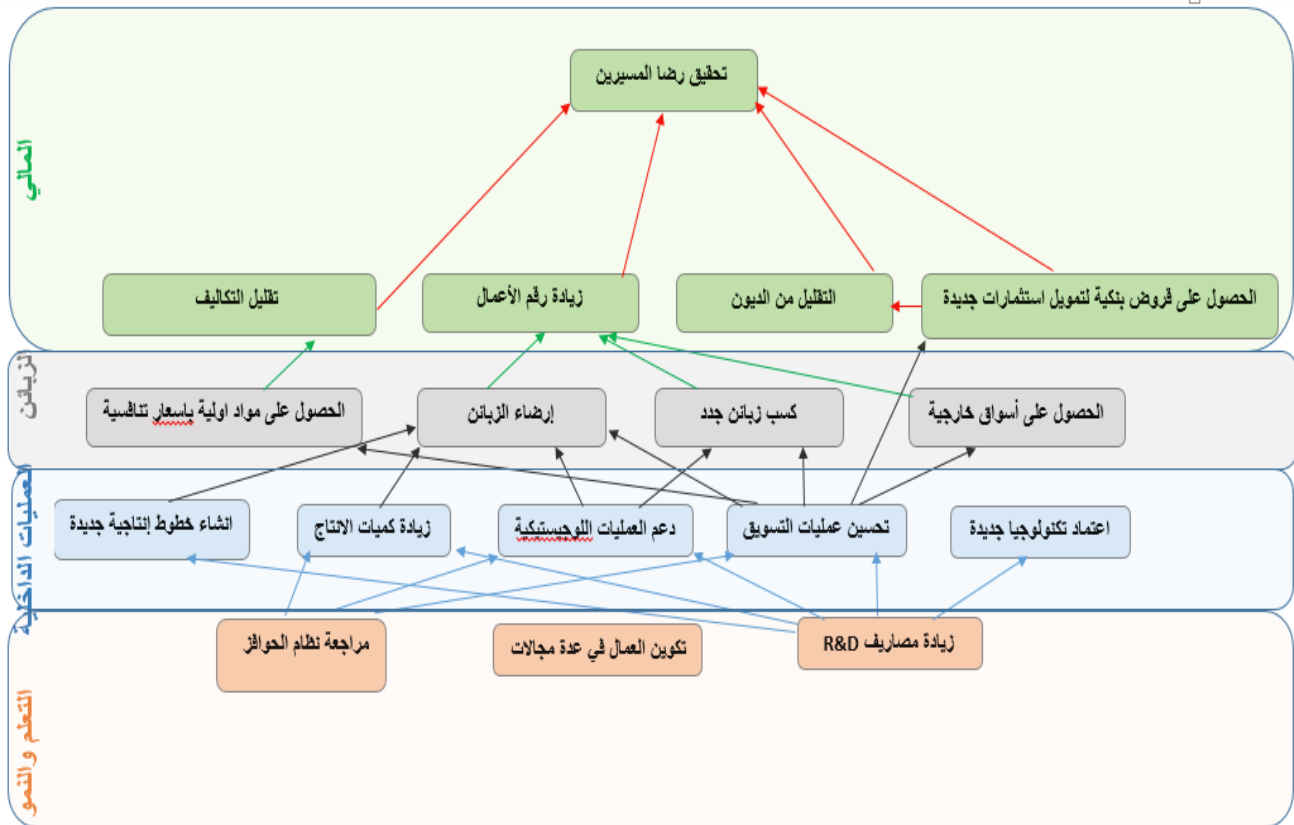 المالي
تحقيق رضا المسيرين
الحصول على قروض بنكية لتمويل استثمارات جديدة
التقليل من الديون
زيادة رقم الأعمال
تقليل التكاليف
الزبائن
الحصول على أسواق خارجية
كسب زبائن جدد
إرضاء الزبائن
الحصول على مواد اولية باسعار تنافسية
العمليات الداخلية
اعتماد تكنولوجيا جديدة
تحسين عمليات التسويق
دعم العمليات اللوجيستيكية
زيادة كميات الانتاج
انشاء خطوط إنتاجية جديدة
التعلم والنمو
زيادة مصاريف R&D
تكوين العمال في عدة مجالات
مراجعة نظام الحوافز